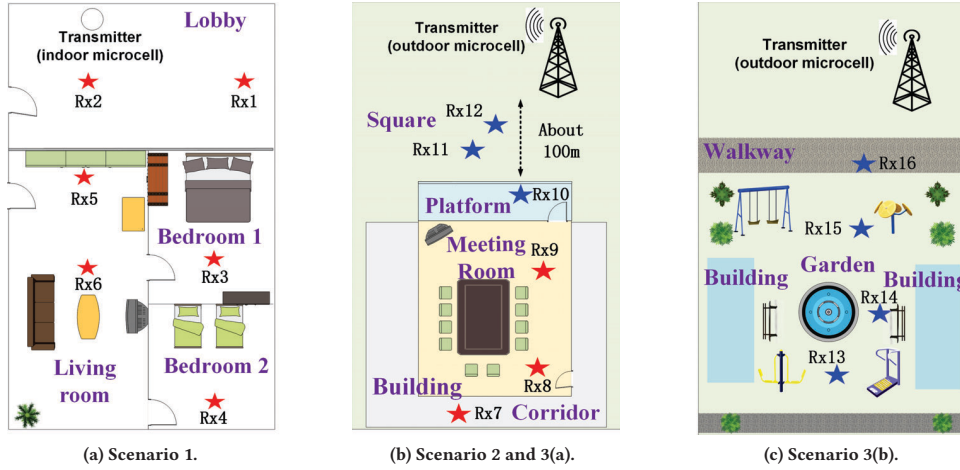 Lobby
Transmitter
(indoor microcell)
Rx2
Rx1
Rx5
Bedroom 1
Rx3
Rx6
Living
room
Bedroom 2
Rx4
(a) Scenario 1.
Transmitter
(outdoor microcell)
Rx12
Square
Rx11
About
100m
Rx10
Platform
Meeting
Room
Rx9
Rx8
Building
Rx7
Corridor
(b) Scenario 2 and 3(a).
Transmitter
(outdoor microcell)
Walkway
Rx16
Rx15
Building
Garden
Building
Rx14
Rx13
(c) Scenario 3(b).